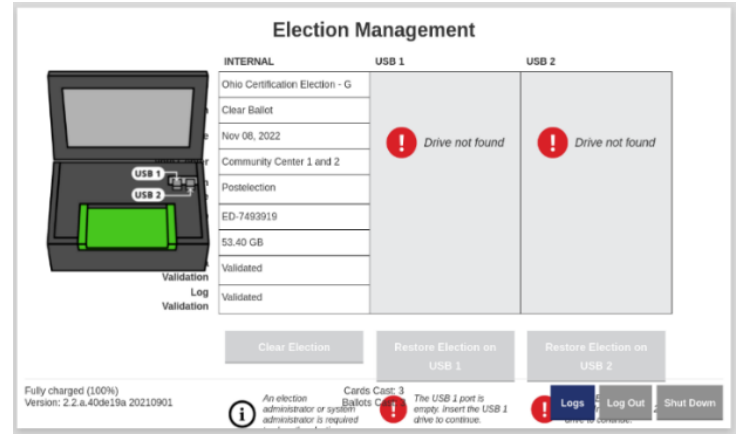 Election Management
INTERNAL USB 1 USB 2
Ohio Certification Election - G
Clear Ballot
Nov 08, 2022
Drive not found
Drive not found
Community Center 1 and 2
USB 1
Postelection
USB 2
ED-7493919
53.40 GB
Validation
Validated
Log
Validation
Validated
Clear Election
Restore Election on
USB 1
Restore Election on
USB 2
Fully charged (100%)
Version: 2.2.a.40de19a 20210901
Cards Cast: 3
Ballots
An election
administrator or system
administrator is required
The USB 1 port is
empty. Insert the USB 1
drive to continue.
Logs
Log Out
Shut Down